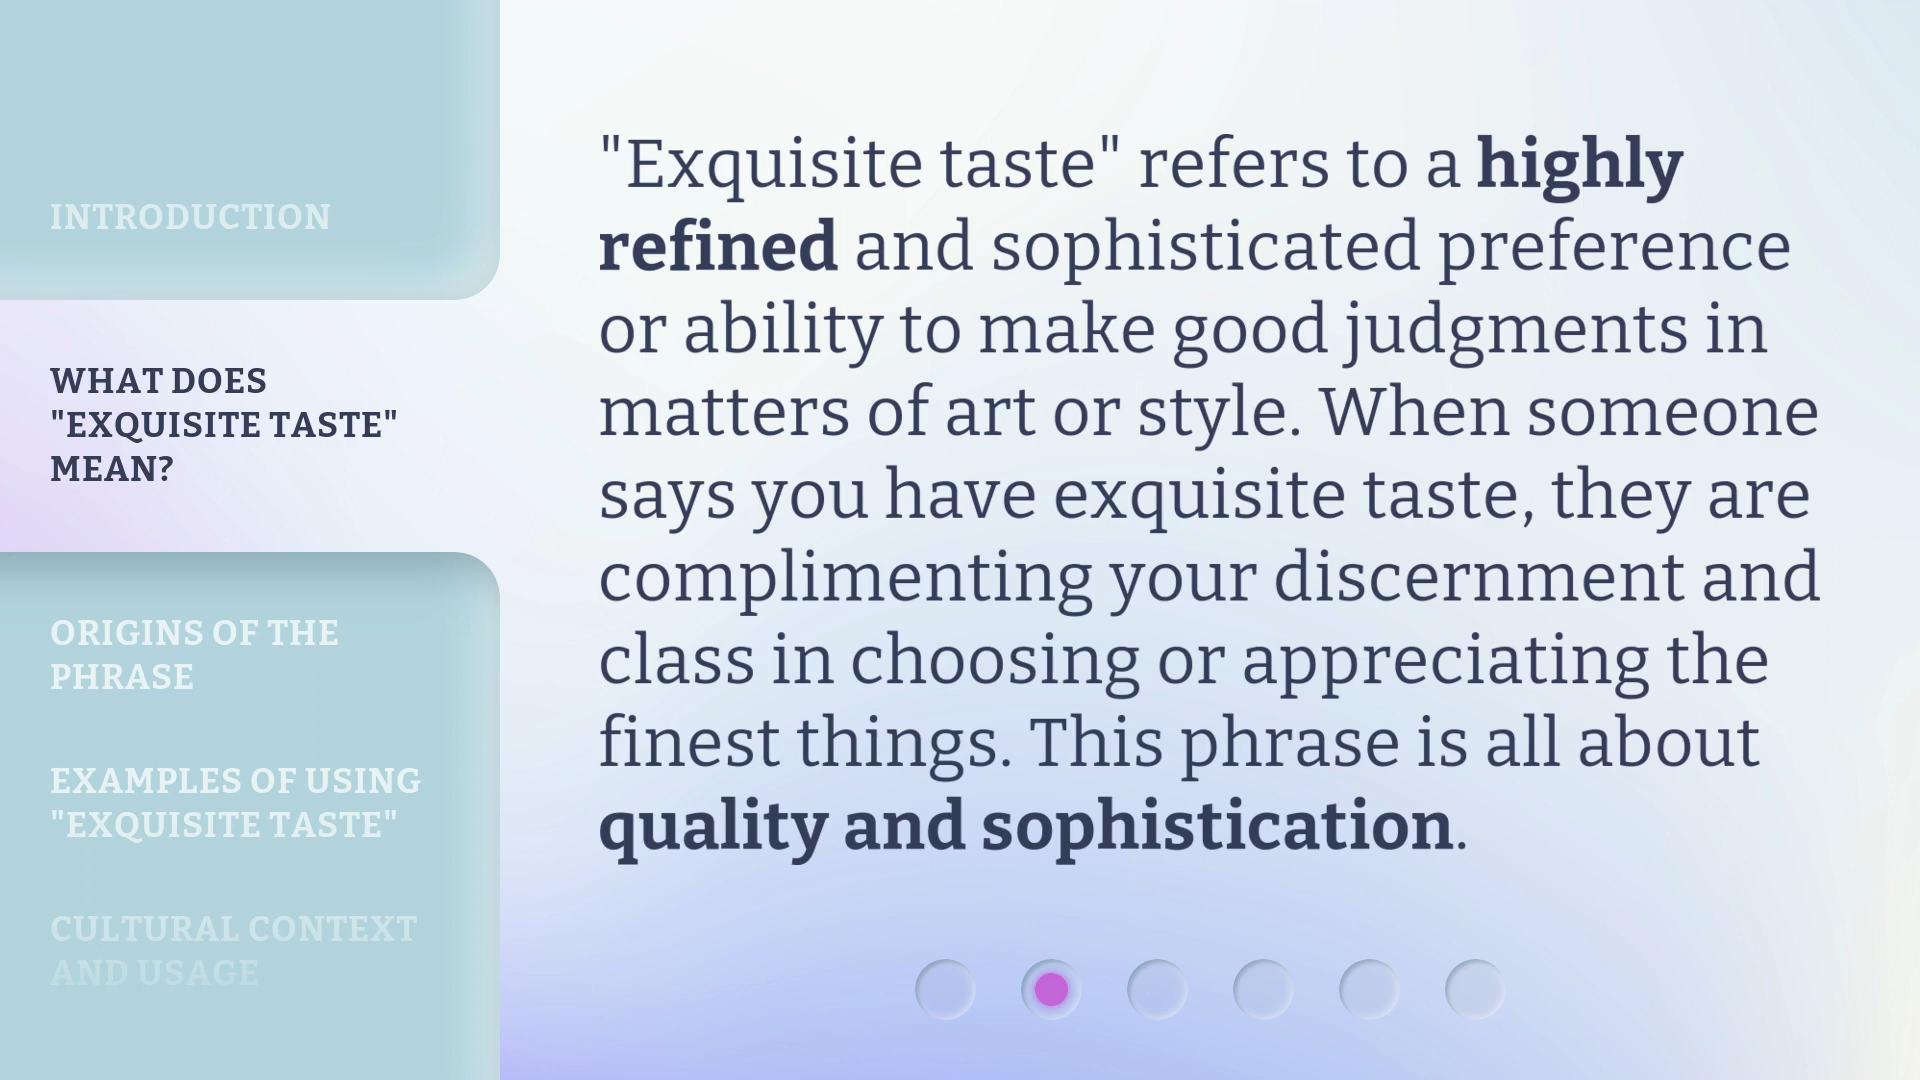 INTRODUCTION
WHAT DOES
"EXQUISITE TASTE"
MEAN?
ORIGINS OF THE
PHRASE
EXAMPLES OF USING
"EXQUISITE TASTE"
CULTURAL CONTEXT
AND USAGE
"Exquisite taste" refers to a highly
refined and sophisticated preference
or ability to make good judgments in
matters of art or style. When someone
says you have exquisite taste, they are
complimenting your discernment and
class in choosing or appreciating the
finest things. This phrase is all about
quality and sophistication.